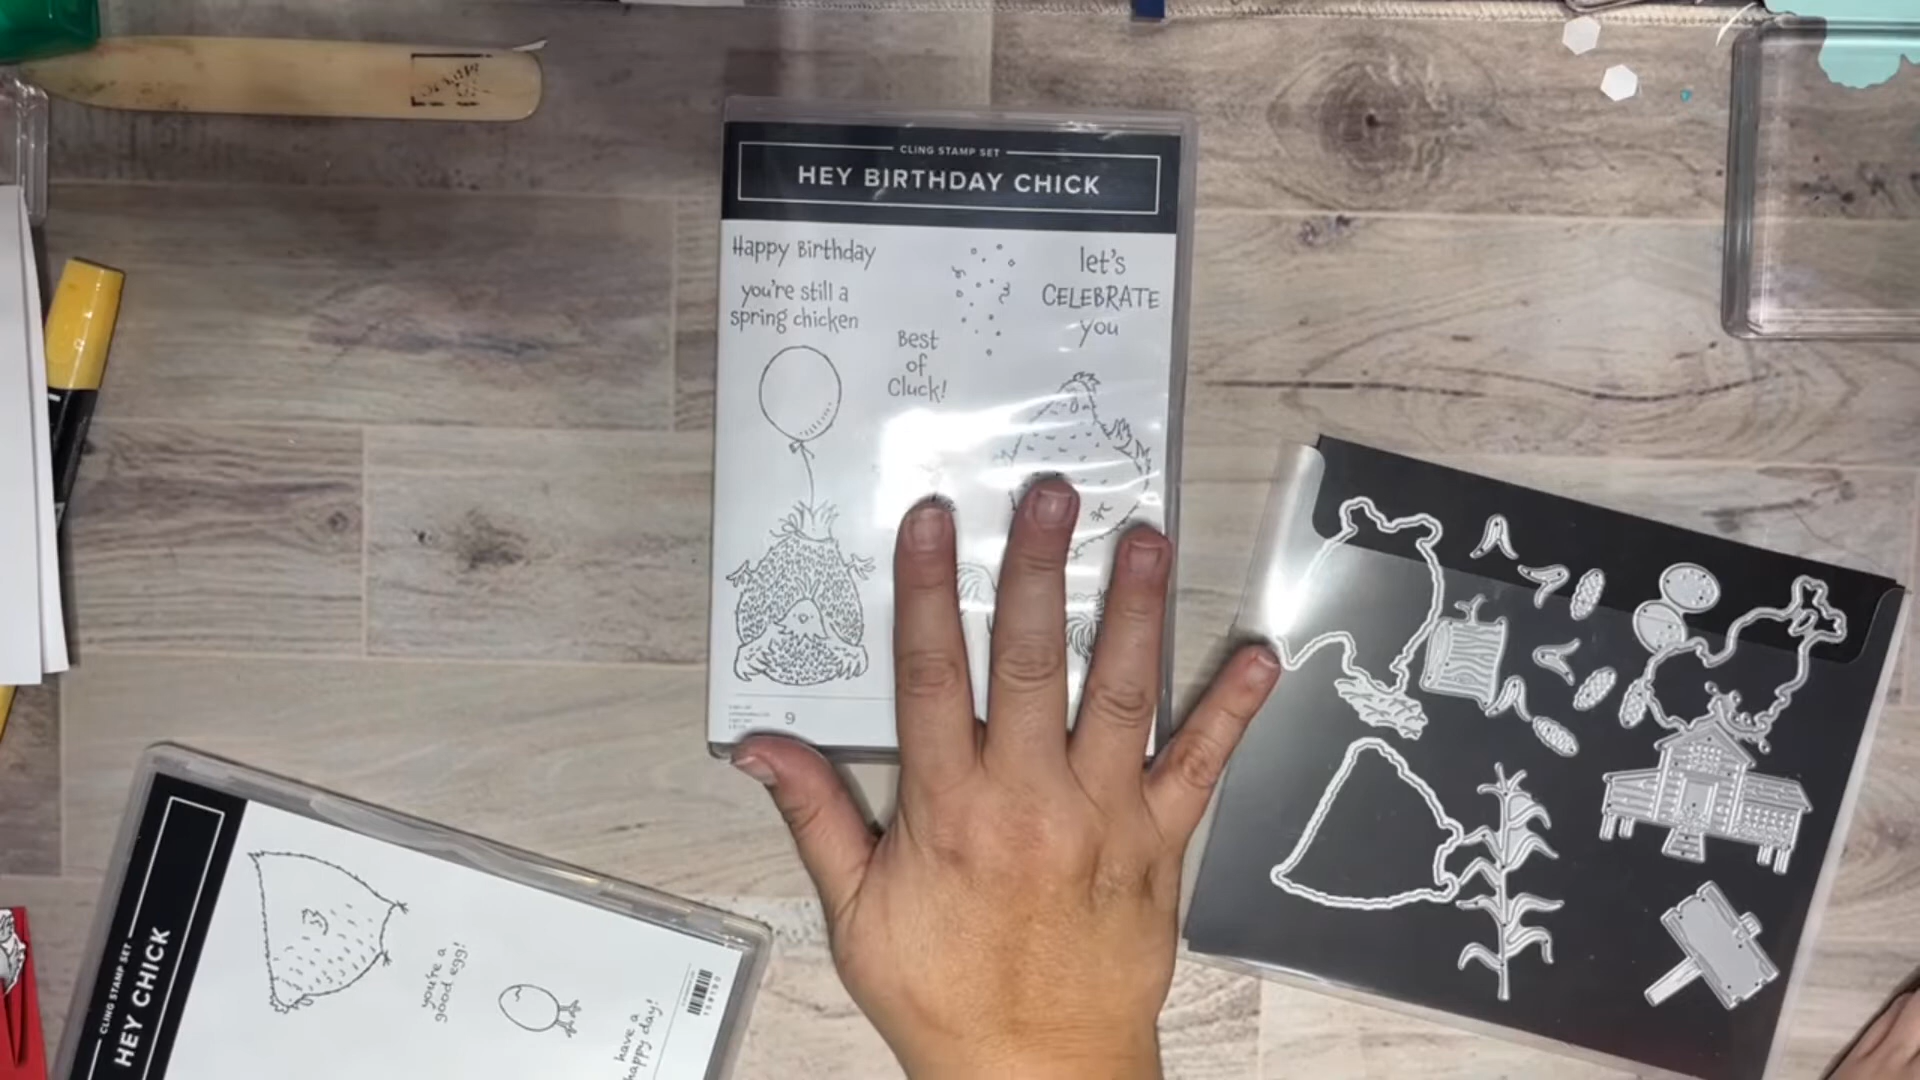 CLING STAMP SET
HEY BIRTHDAY CHICK
Happy Birthday
you're still a
spring chicken
Best
of
Cluck!
let's
CELEBRATE
you
9
CLING STAMP SET
HEY CHICK
you're a
good egg!
have a
happy day!